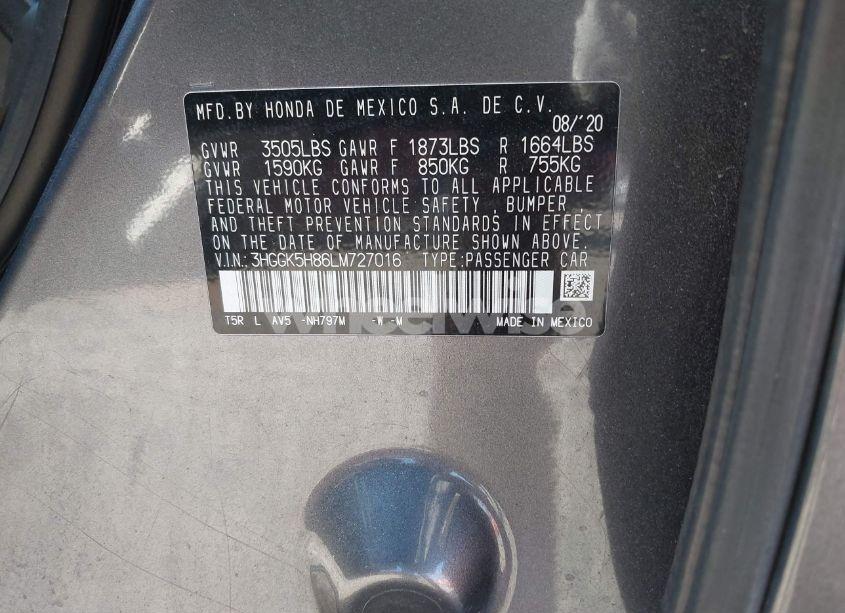 MFD.BY HONDA DE MEXICO S.A. DE C.V.
08/'20
GVWR 3505LBS GAWR F 1873LBS R 1664LBS
GVWR 1590KG GAWR F 850KG R 755KG
THIS VEHICLE CONFORMS TO ALL APPLICABLE
FEDERAL MOTOR VEHICLE SAFETY , BUMPER ,
AND THEFT PREVENTION STANDARDS IN EFFECT
ON THE DATE OF MANUFACTURE SHOWN ABOVE.
V.I.N.: 3HGGK5H86LM727016 TYPE:PASSENGER CAR
wheelwise
T5R L AV5 -NH797M -W -M MADE IN MEXICO